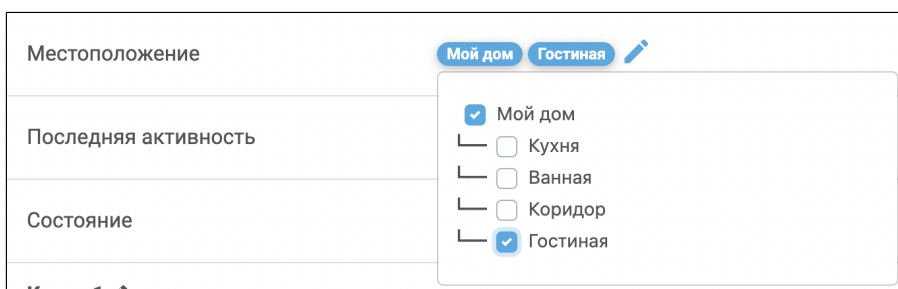 Местоположение
Мой дом Гостиная
Мой дом
Кухня
Последняя активность
Ванная
Коридор
Состояние
Гостиная